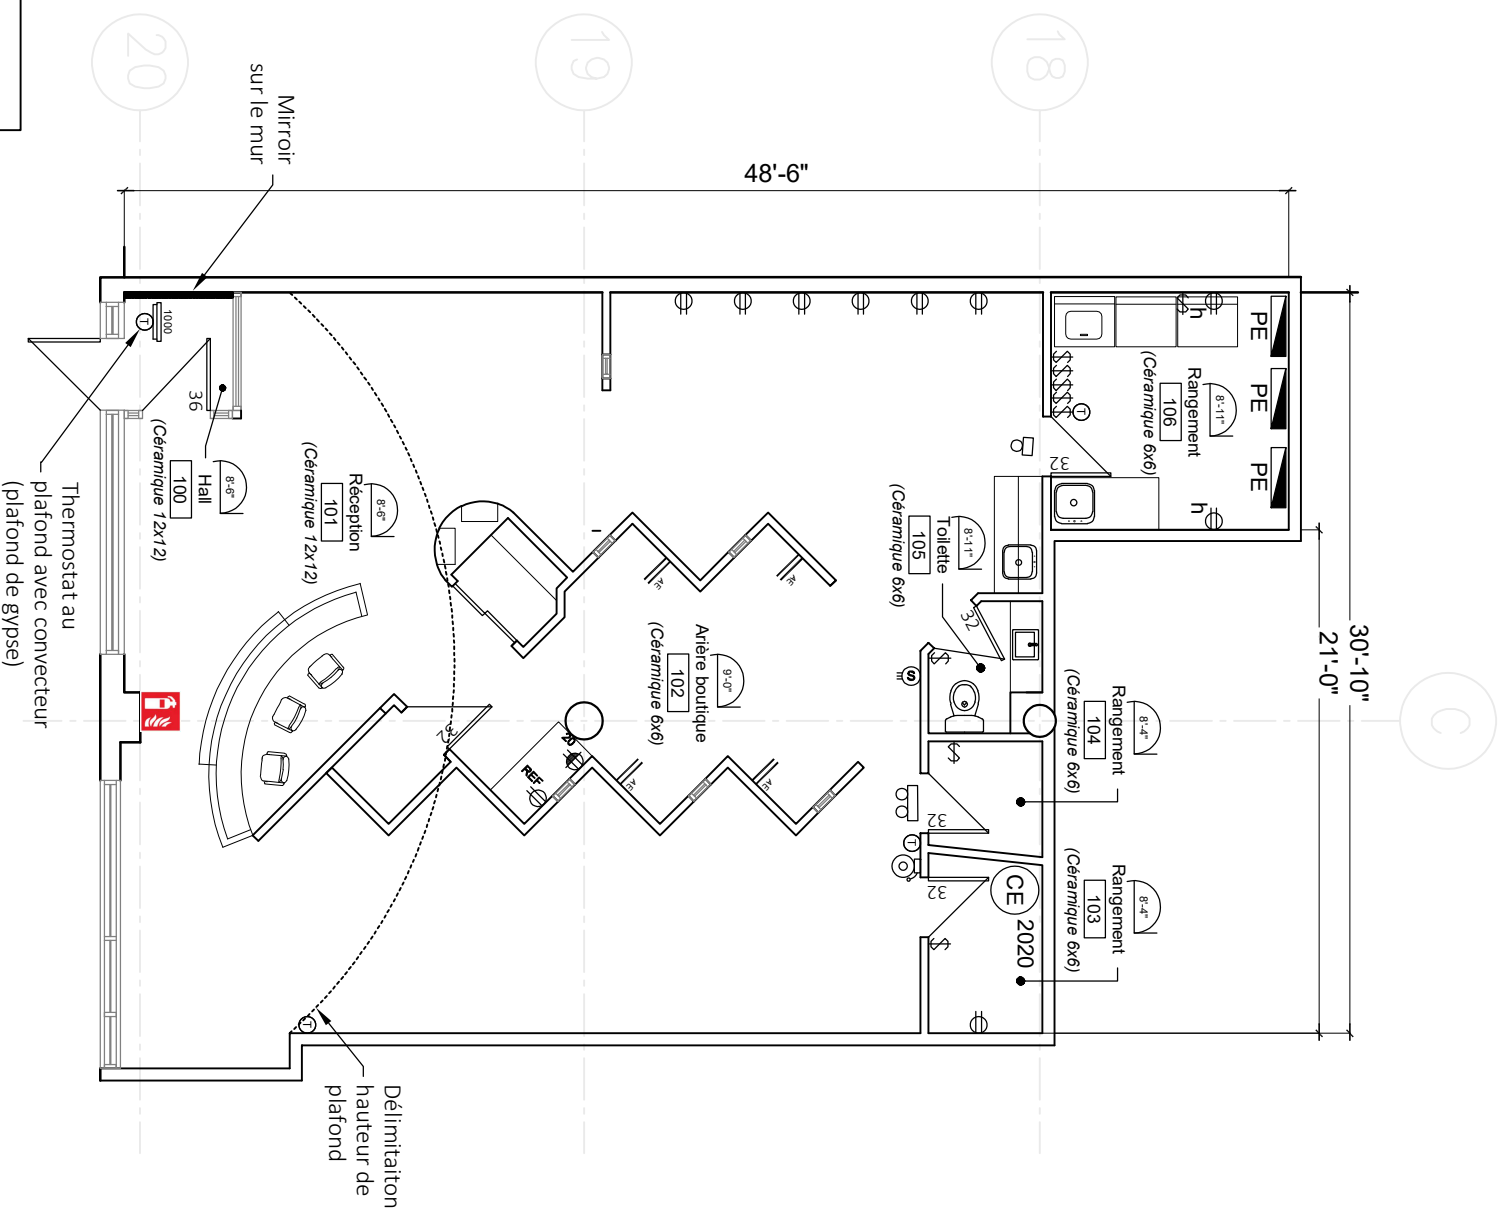 20
19
18
C
48'-6"
30'-10"
21'-0"
Mirroir
sur le mur
1000
T
36
8'-6"
Hall
100
(Céramique 12x12)
Thermostat au
plafond avec convecteur
(plafond de gypse)
8'-6"
Réception
101
(Céramique 12x12)
9'-0"
Arière boutique
102
(Céramique 6x6)
8'-4"
Rangement
103
(Céramique 6x6)
8'-4"
Rangement
104
(Céramique 6x6)
8'-11"
Toilette
105
(Céramique 6x6)
8'-11"
Rangement
106
(Céramique 6x6)
PE
PE
PE
h
h
T
32
32
32
32
32
S
T
CE
2020
20
REF
T
Délimitaiton
hauteur de
plafond